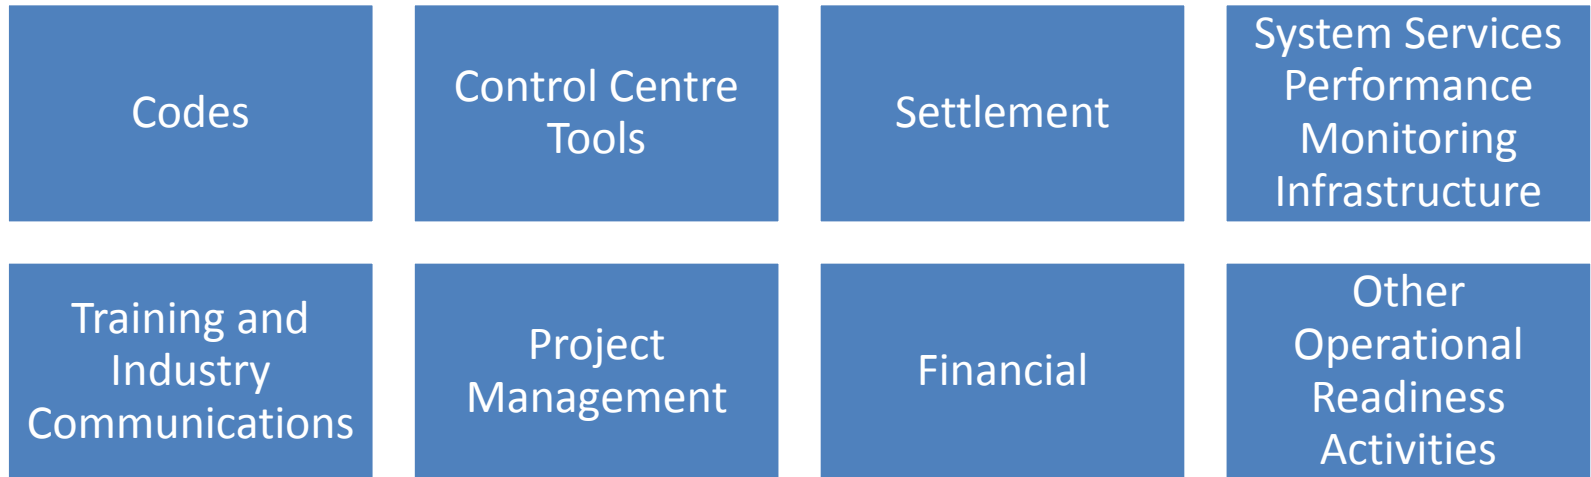 Codes
Control Centre
Tools
Settlement
System Services
Performance
Monitoring
Infrastructure
Training and
Industry
Communications
Project
Management
Financial
Other
Operational
Readiness
Activities